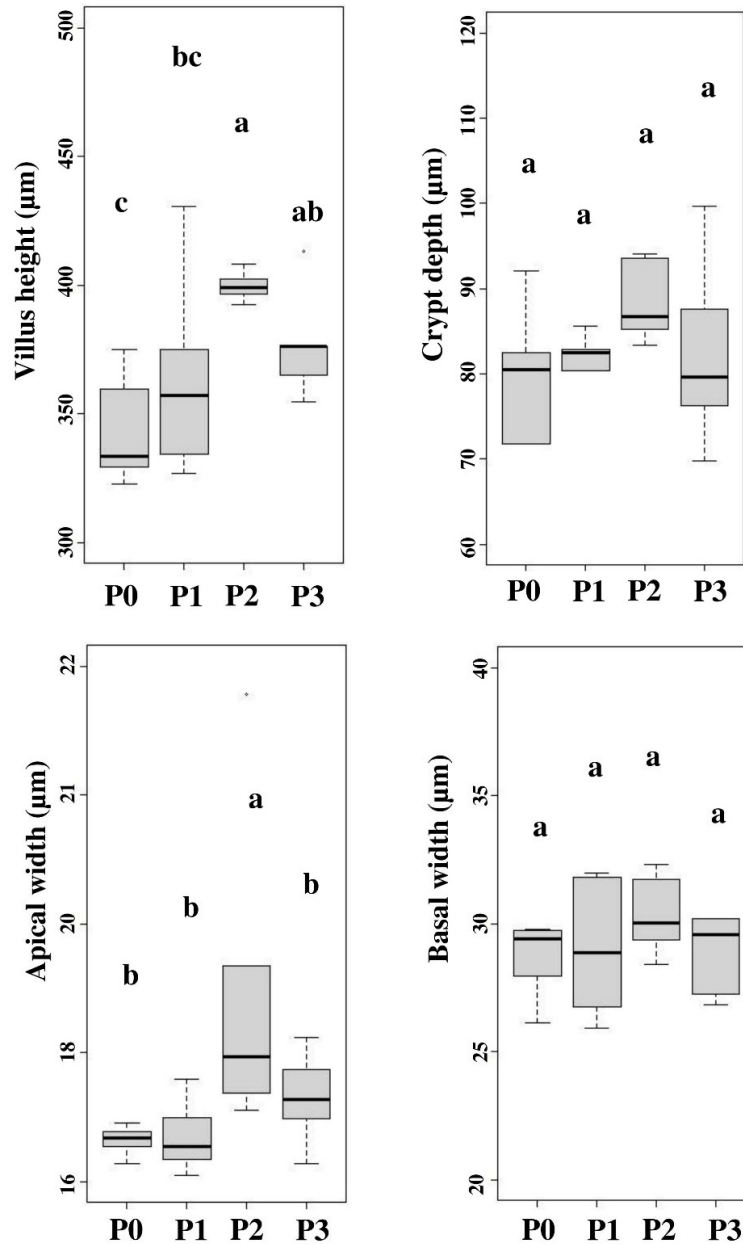 Villus height (µm)
500
450
400
350
300
c
bc
a
ab
P0 P1 P2 P3
Crypt depth (µm)
120
110
100
90
80
70
60
a
a
a
a
P0 P1 P2 P3
Apical width (µm)
22
21
20
18
16
b
b
a
b
P0 P1 P2 P3
Basal width (µm)
40
35
30
25
20
a
a
a
a
P0 P1 P2 P3